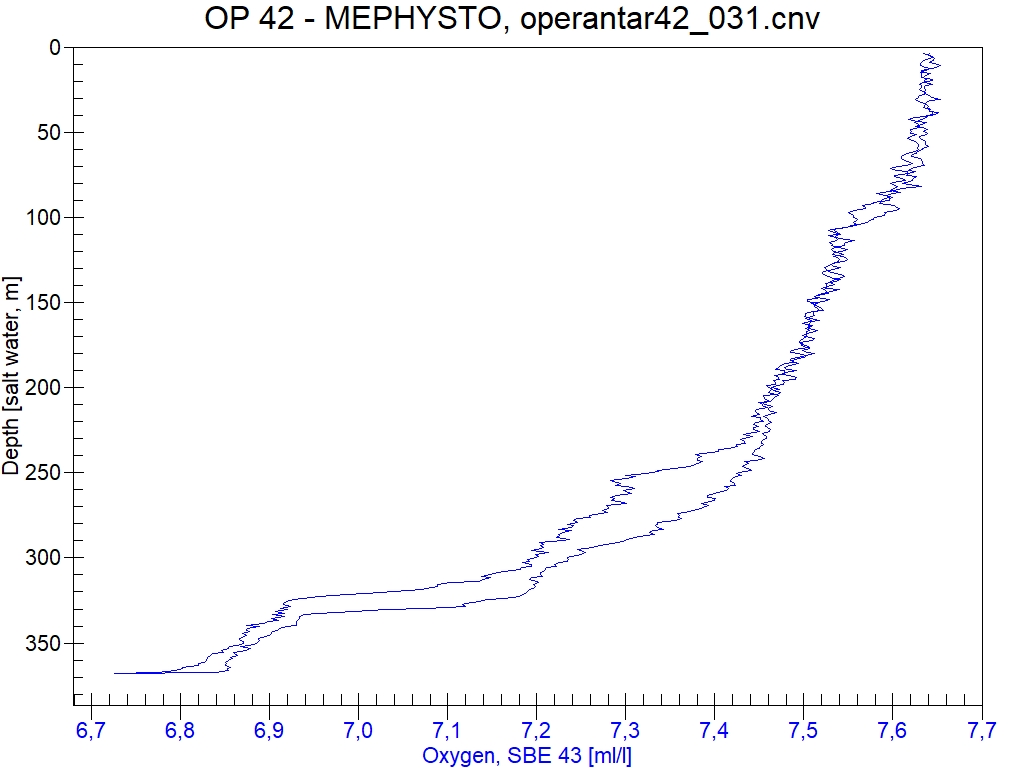 OP 42 - MEPHYSTO, operantar42_031.cnv
0
50
100
150
200
250
300
350
Depth [salt water, m]
6,7 6,8 6,9 7,0 7,1 7,2 7,3 7,4 7,5 7,6 7,7
Oxygen, SBE 43 [ml/l]